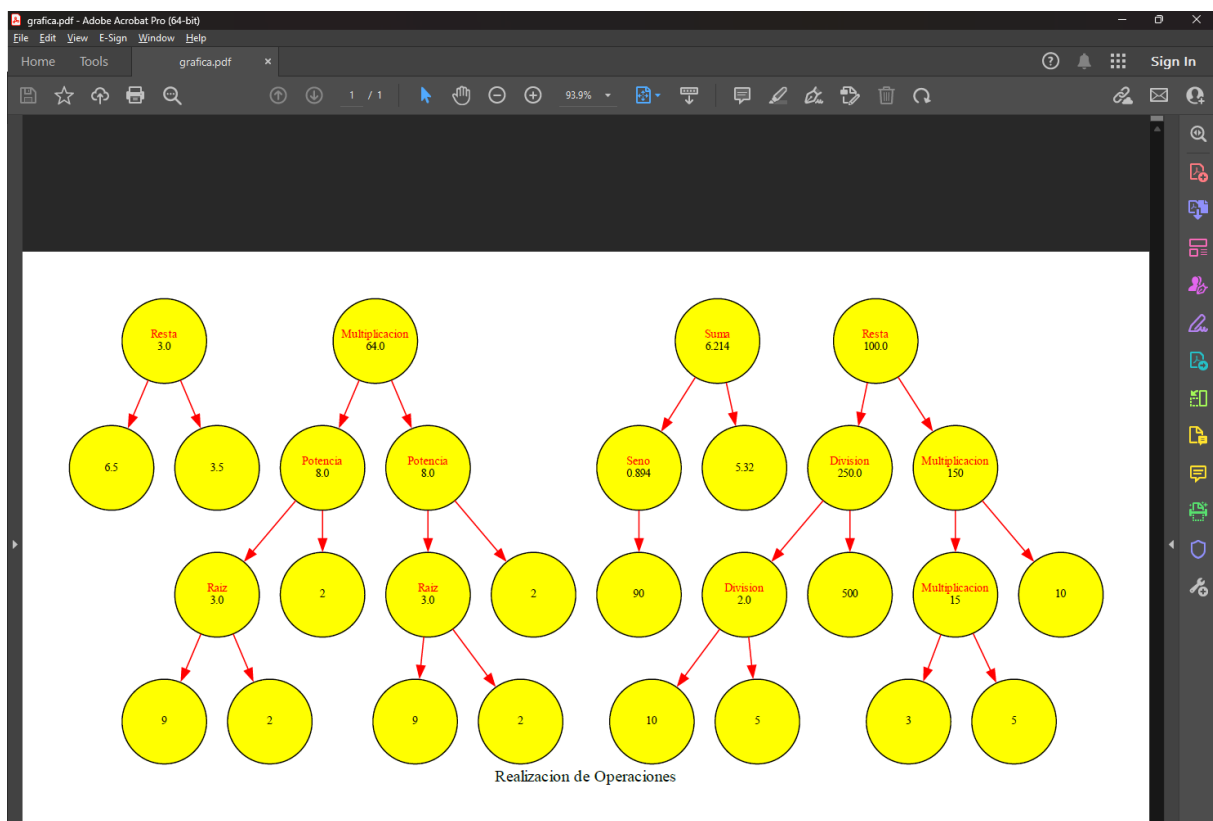 grafica.pdf - Adobe Acrobat Pro (64-bit)
File Edit View E-Sign Window Help
Home Tools grafica.pdf × Sign In
1 / 1 93.9%
Resta
3.0
Multiplicacion
64.0
Suma
6.214
Resta
100.0
6.5
3.5
Potencia
8.0
Potencia
8.0
Seno
0.894
5.32
Division
250.0
Multiplicacion
150
Raiz
3.0
2
Raiz
3.0
2
90
Division
2.0
500
Multiplicacion
15
10
9
2
9
2
10
5
3
5
Realizacion de Operaciones